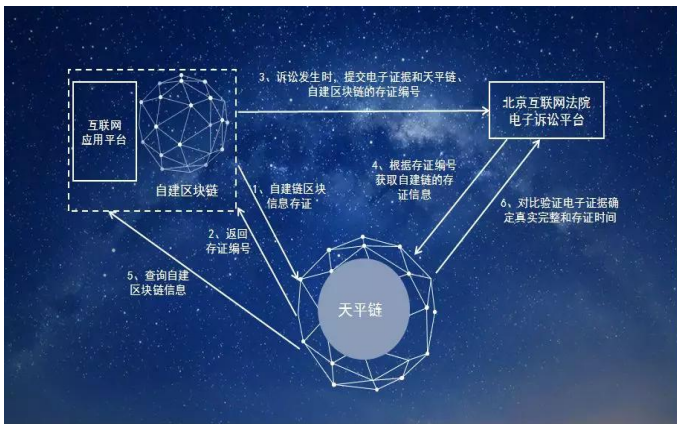 互联网
应用平台
自建区块链
3、诉讼发生时，提交电子证据和天平链、
自建区块链的存证编号
北京互联网法院
电子诉讼平台
1、自建链区块
信息存证
2、返回
存证编号
4、根据存证编号
获取自建链的存
证信息
6、对比验证电子证据确
定真实完整和存证时间
5、查询自建
区块链信息
天平链